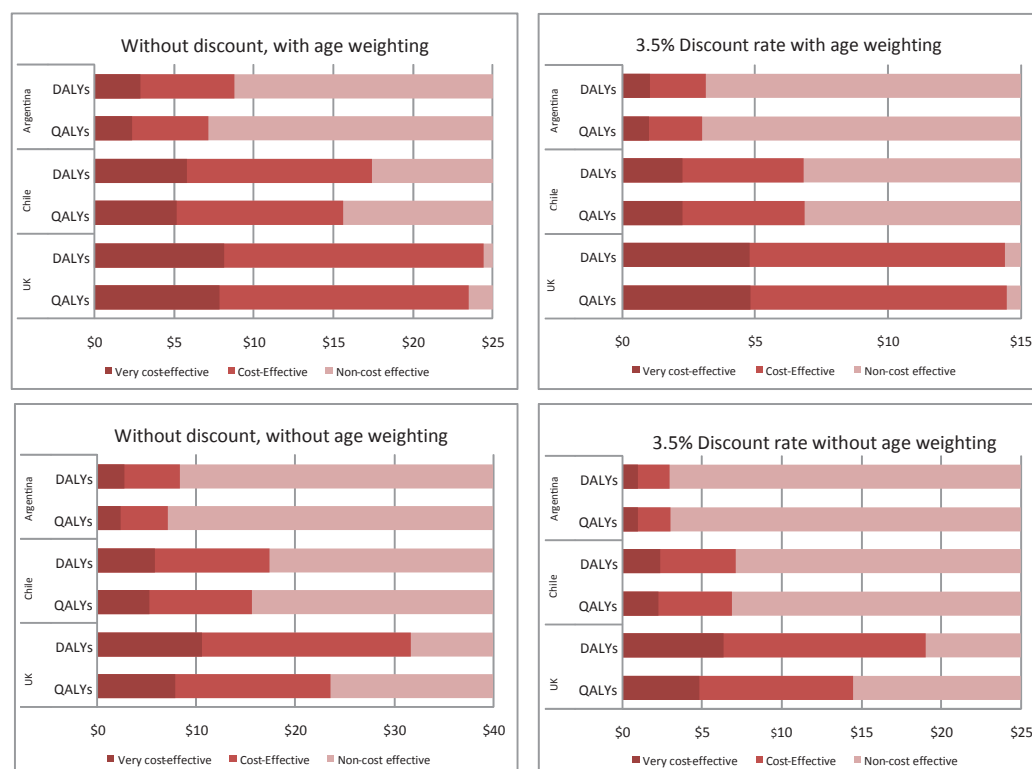 Without discount, with age weighting
Argentina
DALYs
QALYs
Chile
DALYs
QALYs
UK
DALYs
QALYs
$0 $5 $10 $15 $20 $25
Very cost-effective Cost-Effective Non-cost effective
3.5% Discount rate with age weighting
Argentina
DALYs
QALYs
Chile
DALYs
QALYs
UK
DALYs
QALYs
$0 $5 $10 $15
Very cost-effective Cost-Effective Non-cost effective
Without discount, without age weighting
Argentina
DALYs
QALYs
Chile
DALYs
QALYs
UK
DALYs
QALYs
$0 $10 $20 $30 $40
Very cost-effective Cost-Effective Non-cost effective
3.5% Discount rate without age weighting
Argentina
DALYs
QALYs
Chile
DALYs
QALYs
UK
DALYs
QALYs
$0 $5 $10 $15 $20 $25
Very cost-effective Cost-Effective Non-cost effective